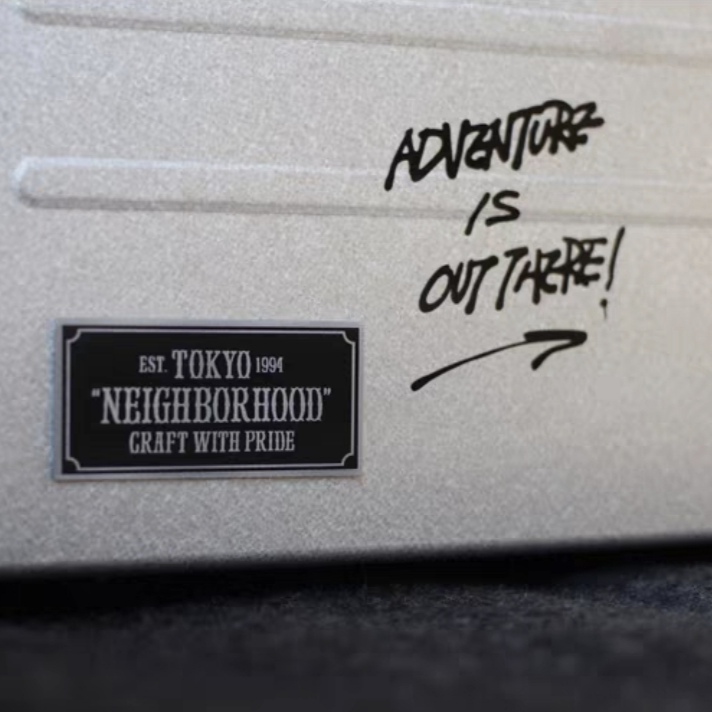 ADVENTURE
IS
OUT THERE!
EST. TOKYO 1994
"NEIGHBORHOOD"
CRAFT WITH PRIDE